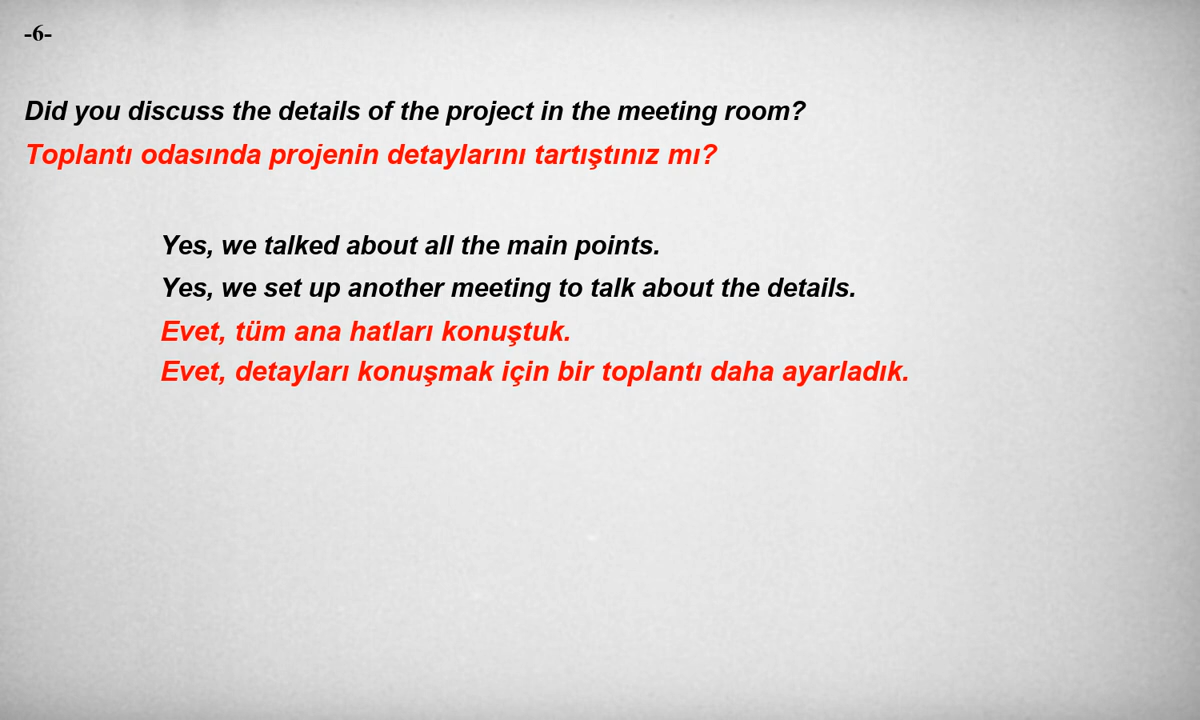 -6-
Did you discuss the details of the project in the meeting room?
Toplantı odasında projenin detaylarını tartıştınız mı?
Yes, we talked about all the main points.
Yes, we set up another meeting to talk about the details.
Evet, tüm ana hatları konuştuk.
Evet, detayları konuşmak için bir toplantı daha ayarladık.